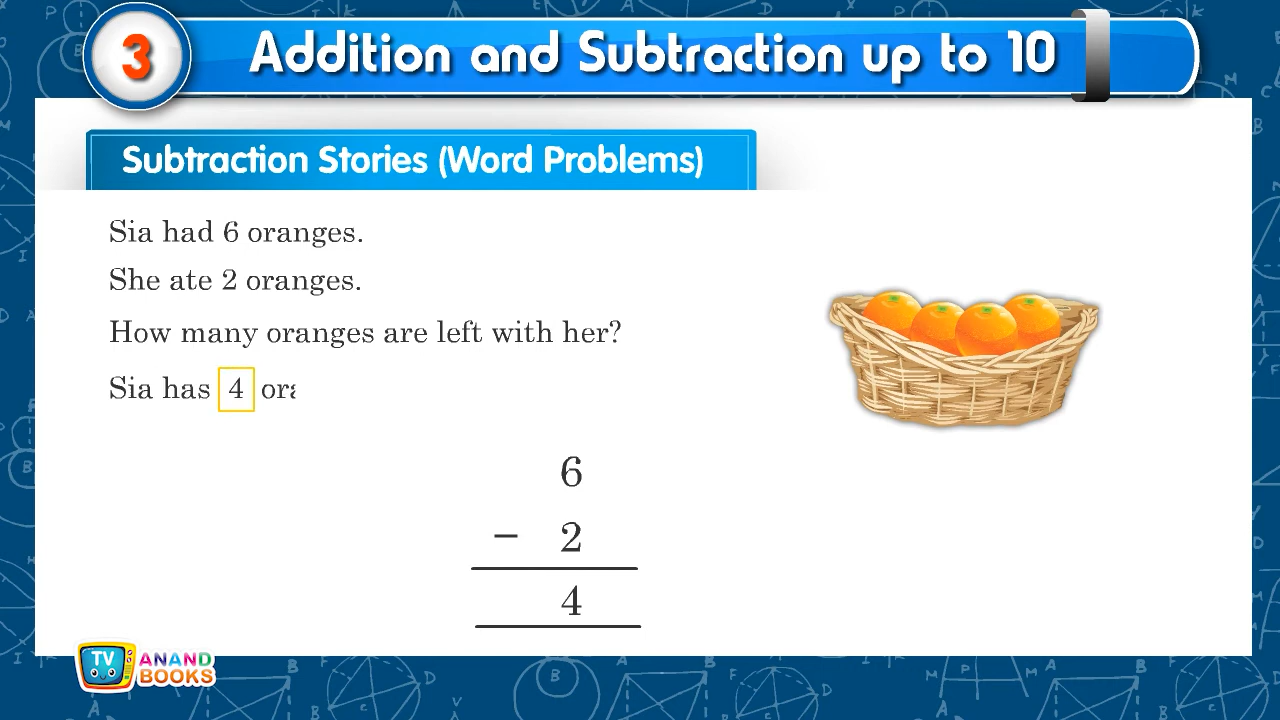 3 Addition and Subtraction up to 10
Subtraction Stories (Word Problems)
Sia had 6 oranges.
She ate 2 oranges.
How many oranges are left with her?
Sia has 4 ora
6
− 2
4
TV ANAND
BOOKS